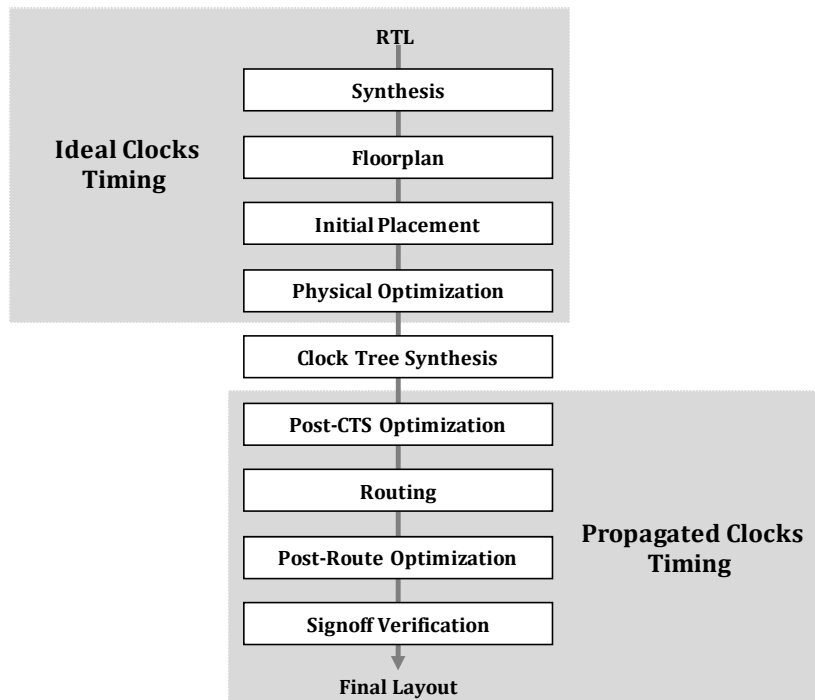 RTL
Synthesis
Ideal Clocks
Timing
Floorplan
Initial Placement
Physical Optimization
Clock Tree Synthesis
Post-CTS Optimization
Routing
Propagated Clocks
Timing
Post-Route Optimization
Signoff Verification
Final Layout